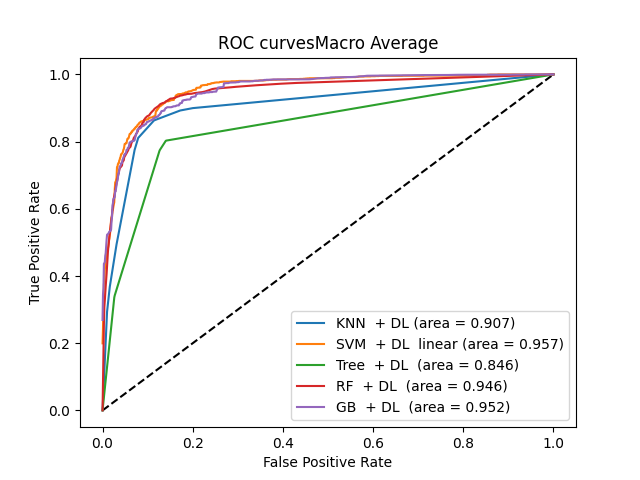 ROC curvesMacro Average
True Positive Rate
1.0
0.8
0.6
0.4
0.2
0.0
KNN  + DL (area = 0.907)
SVM  + DL  linear (area = 0.957)
Tree  + DL  (area = 0.846)
RF  + DL  (area = 0.946)
GB  + DL  (area = 0.952)
0.0 0.2 0.4 0.6 0.8 1.0
False Positive Rate